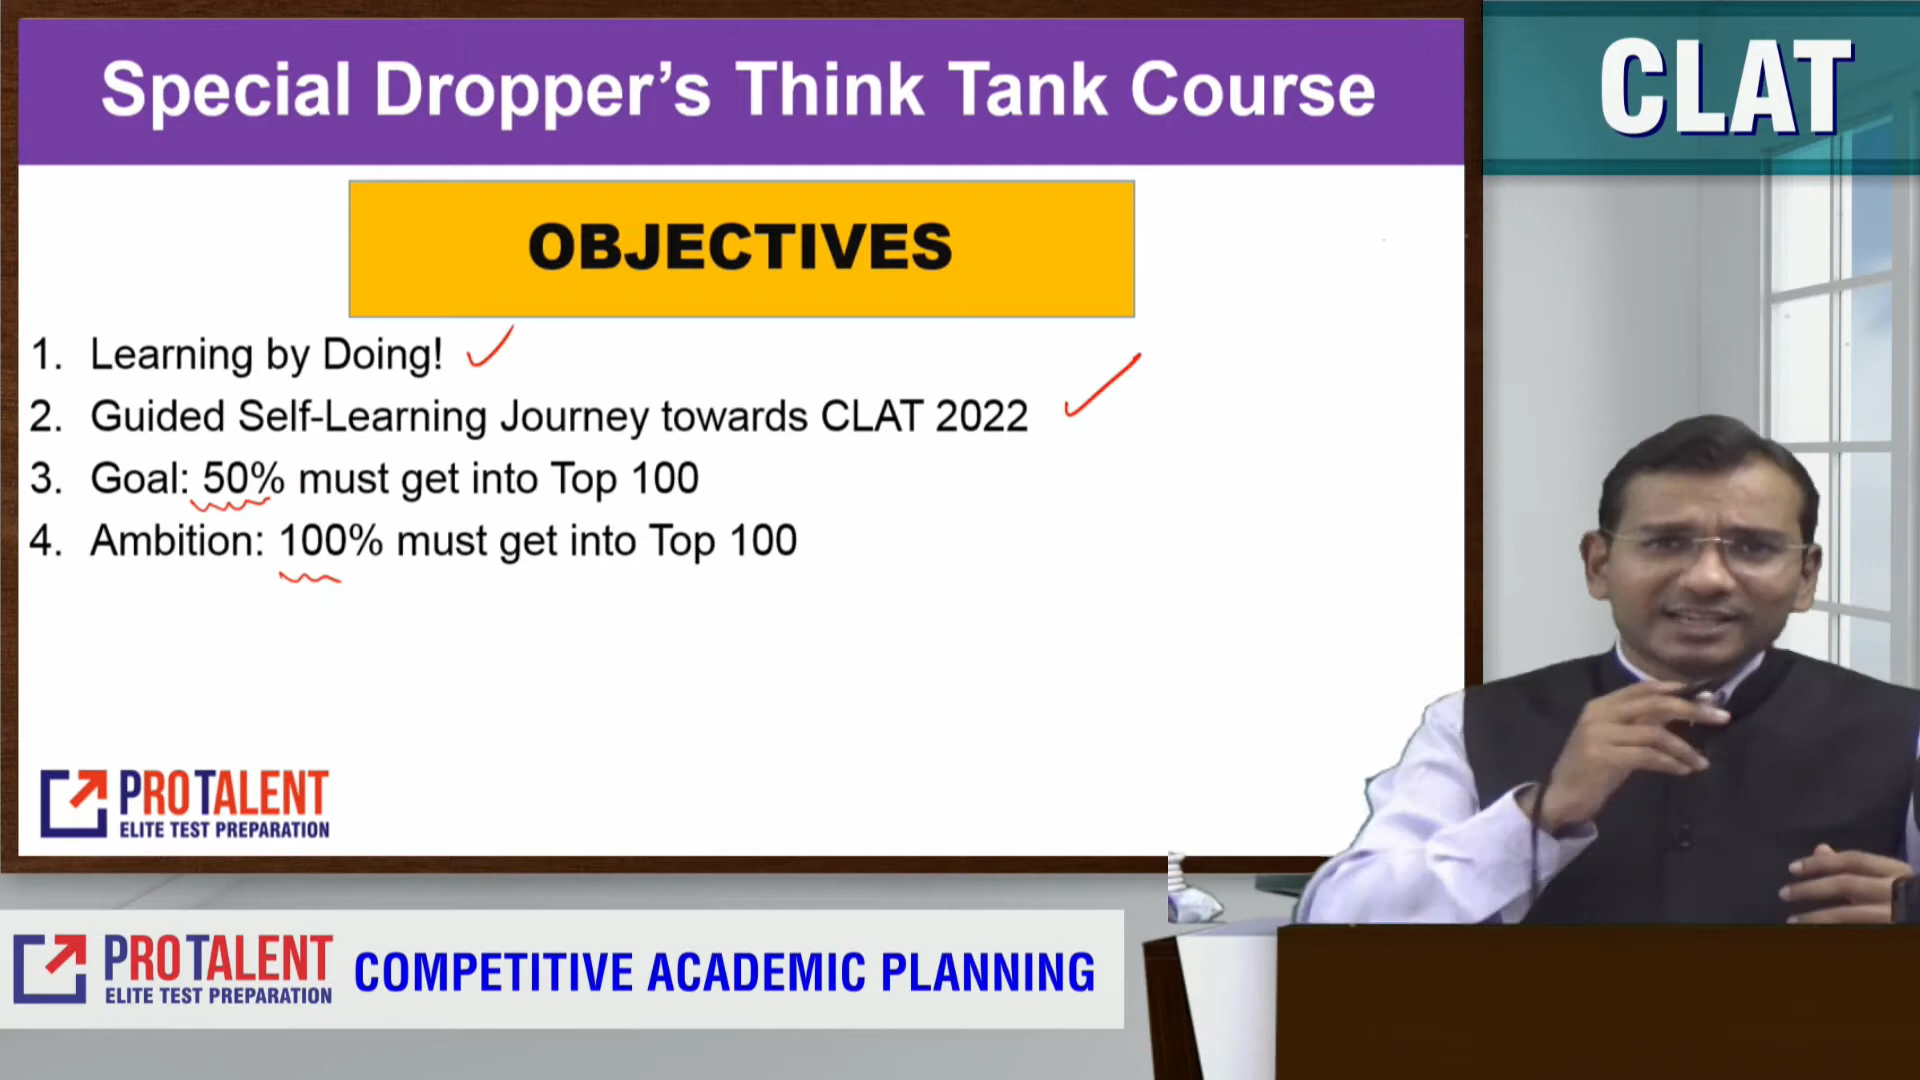 Special Dropper’s Think Tank Course
CLAT
OBJECTIVES
1. Learning by Doing!
2. Guided Self-Learning Journey towards CLAT 2022
3. Goal: 50% must get into Top 100
4. Ambition: 100% must get into Top 100
PROTALENT
ELITE TEST PREPARATION
PROTALENT
ELITE TEST PREPARATION
COMPETITIVE ACADEMIC PLANNING